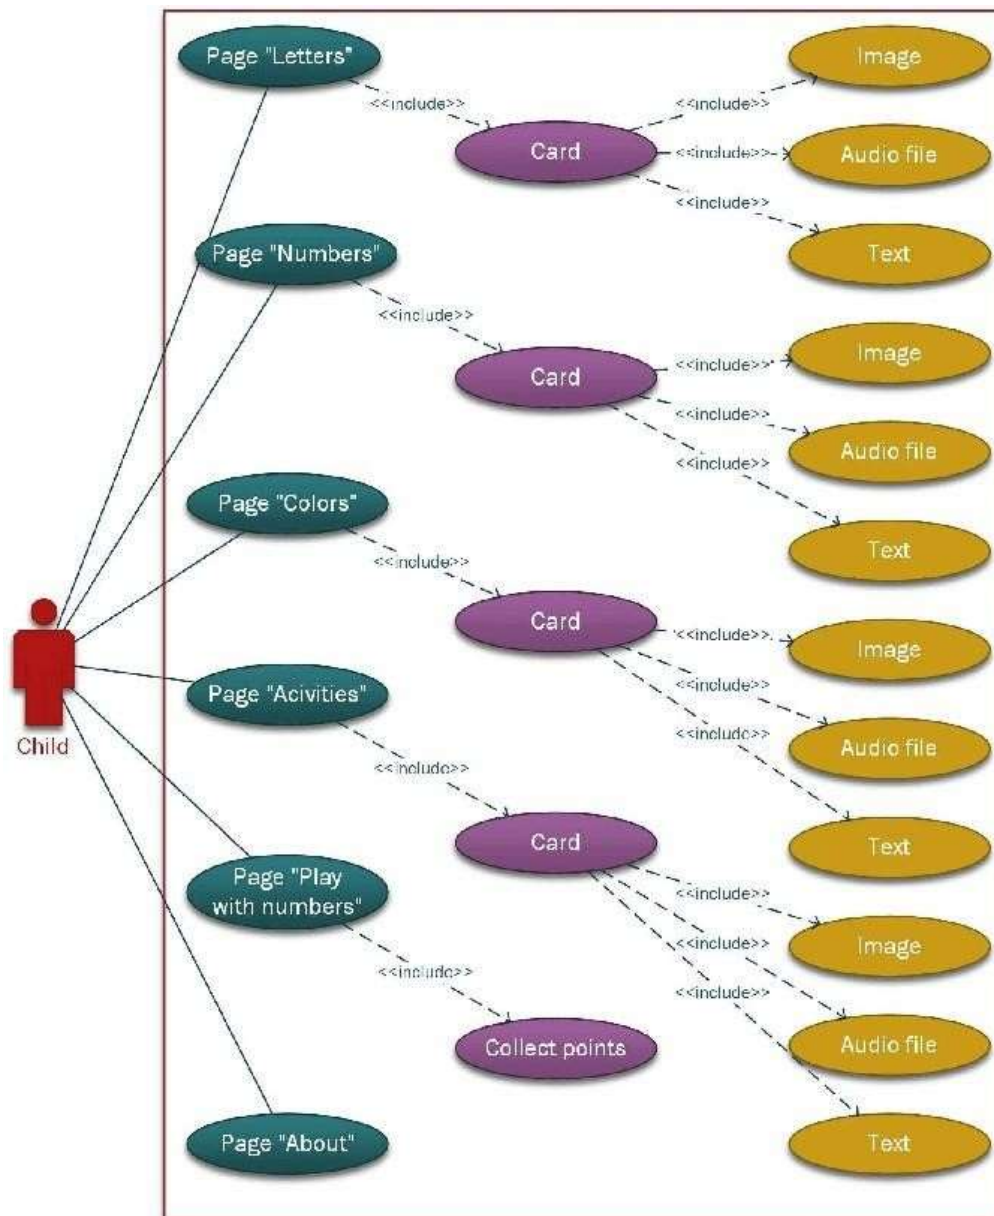 Page "Letters"
Image
<<include>>
<<include>>
Card
<<include>>
Audio file
<<include>>
Page "Numbers"
Text
<<include>>
Image
<<include>>
Card
<<include>>
Audio file
<<include>>
Page "Colors"
Text
<<include>>
Card
<<include>>
Image
<<include>>
Page "Acivities"
<<include>>
Audio file
Child
<<include>>
Card
Text
Page "Play
with numbers"
<<include>>
<<include>>
Image
<<include>>
<<include>>
Collect points
Audio file
Page "About"
Text